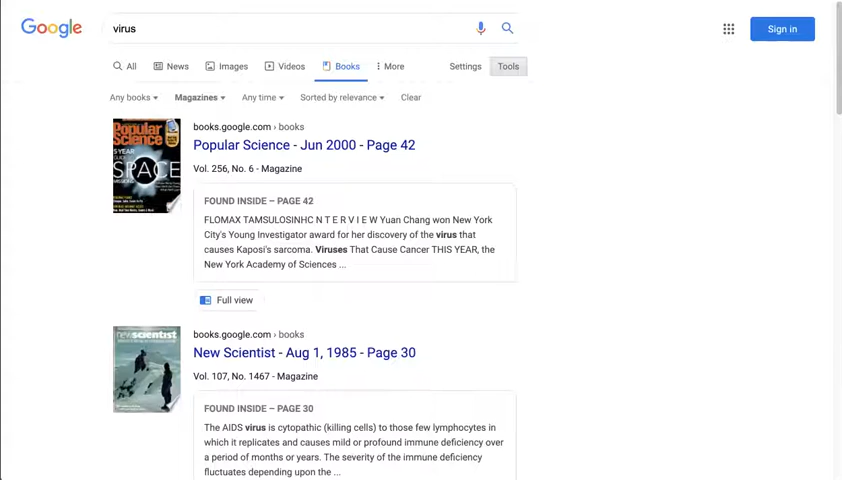 Google
virus
Sign in
All News Images Videos Books More Settings Tools
Any books Magazines Any time Sorted by relevance Clear
books.google.com › books
Popular Science - Jun 2000 - Page 42
Vol. 256, No. 6 - Magazine
Popular Science
SPACE
FOUND INSIDE – PAGE 42
FLOMAX TAMSULOSINHC N T E R V I E W Yuan Chang won New York
City's Young Investigator award for her discovery of the virus that
causes Kaposi's sarcoma. Viruses That Cause Cancer THIS YEAR, the
New York Academy of Sciences ...
Full view
books.google.com › books
New Scientist - Aug 1, 1985 - Page 30
Vol. 107, No. 1467 - Magazine
newscientist
FOUND INSIDE – PAGE 30
The AIDS virus is cytopathic (killing cells) to those few lymphocytes in
which it replicates and causes mild or profound immune deficiency over
a period of months or years. The severity of the immune deficiency
fluctuates depending upon the ...